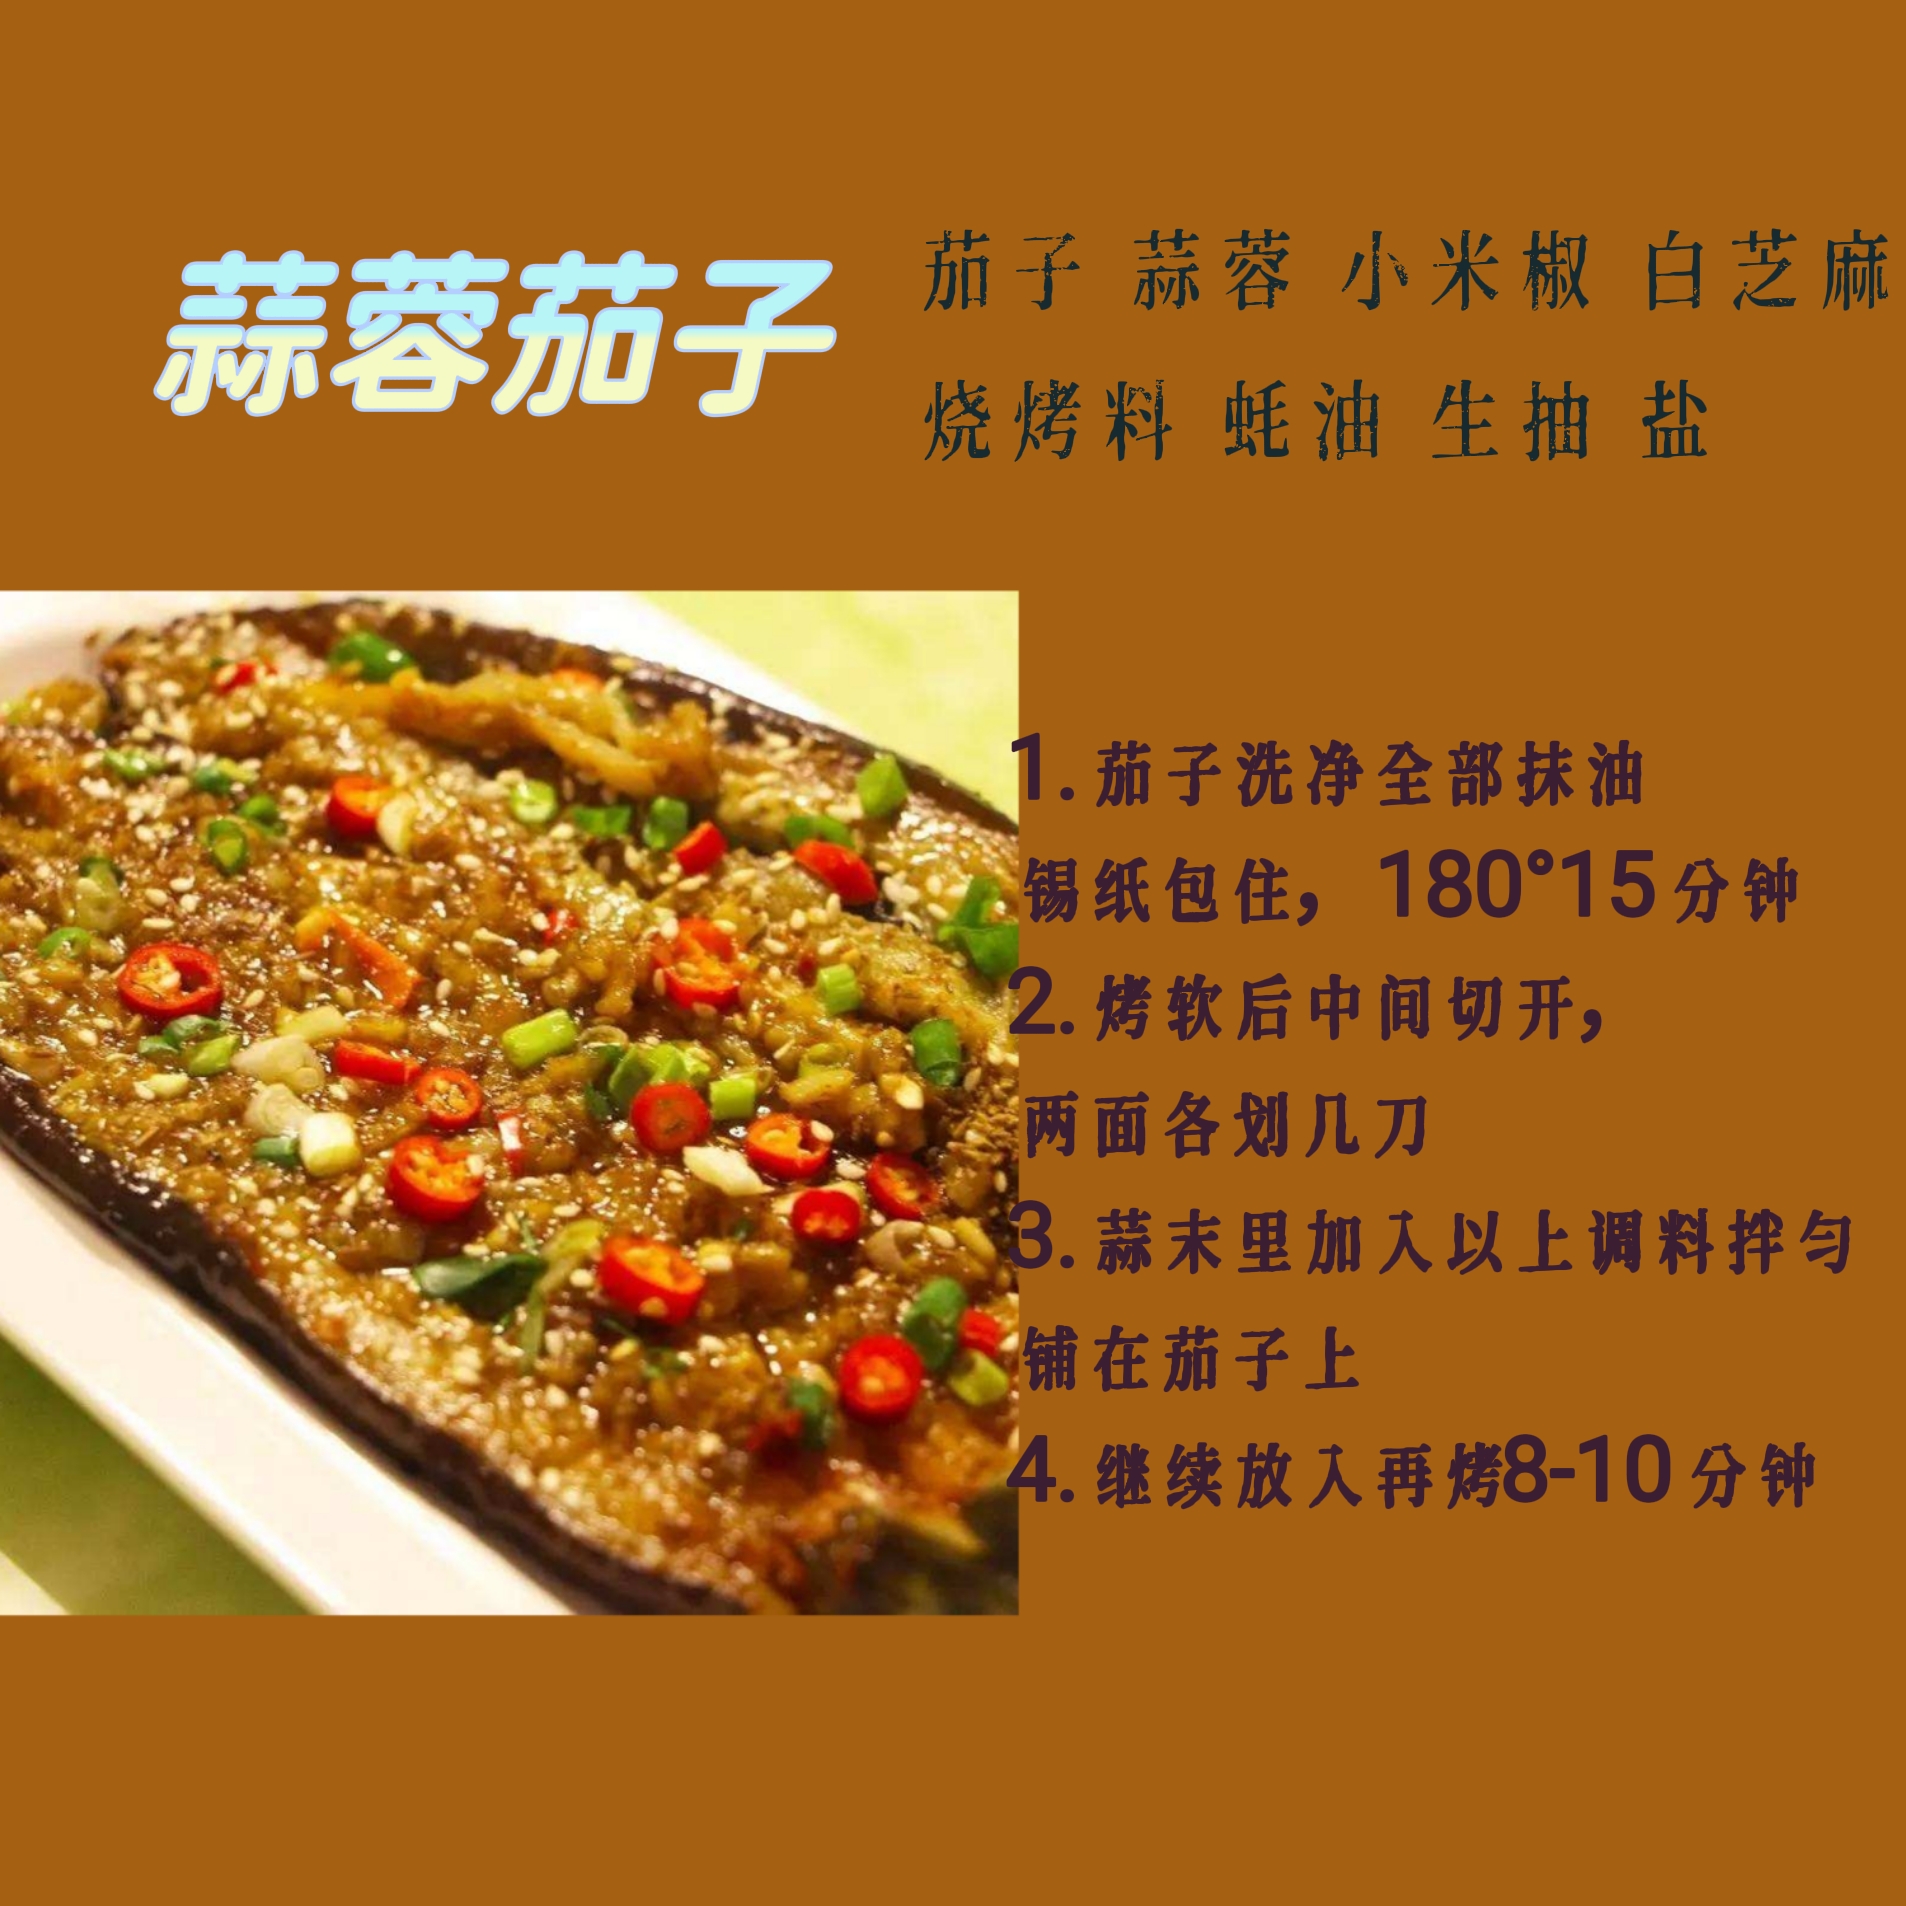 蒜蓉茄子
茄子 蒜蓉 小米椒 白芝麻
烧烤料 蚝油 生抽 盐
1. 茄子洗净全部抹油
锡纸包住，180°15分钟
2. 烤软后中间切开，
两面各划几刀
3. 蒜末里加入以上调料拌匀
铺在茄子上
4. 继续放入再烤8-10分钟